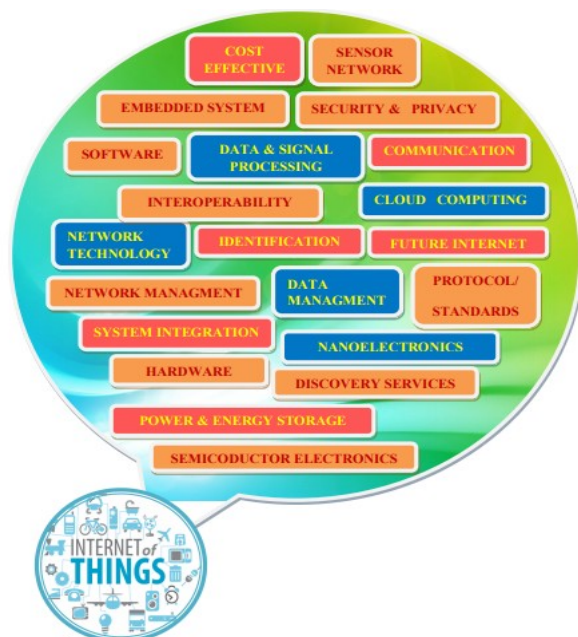 COST
EFFECTIVE
SENSOR
NETWORK
EMBEDDED SYSTEM
SECURITY & PRIVACY
SOFTWARE
DATA & SIGNAL
PROCESSING
COMMUNICATION
INTEROPERABILITY
CLOUD COMPUTING
NETWORK
TECHNOLOGY
IDENTIFICATION
FUTURE INTERNET
NETWORK MANAGMENT
DATA
MANAGMENT
PROTOCOL/
STANDARDS
SYSTEM INTEGRATION
NANOELECTRONICS
HARDWARE
DISCOVERY SERVICES
POWER & ENERGY STORAGE
SEMICODUCTOR ELECTRONICS
INTERNET of
THINGS